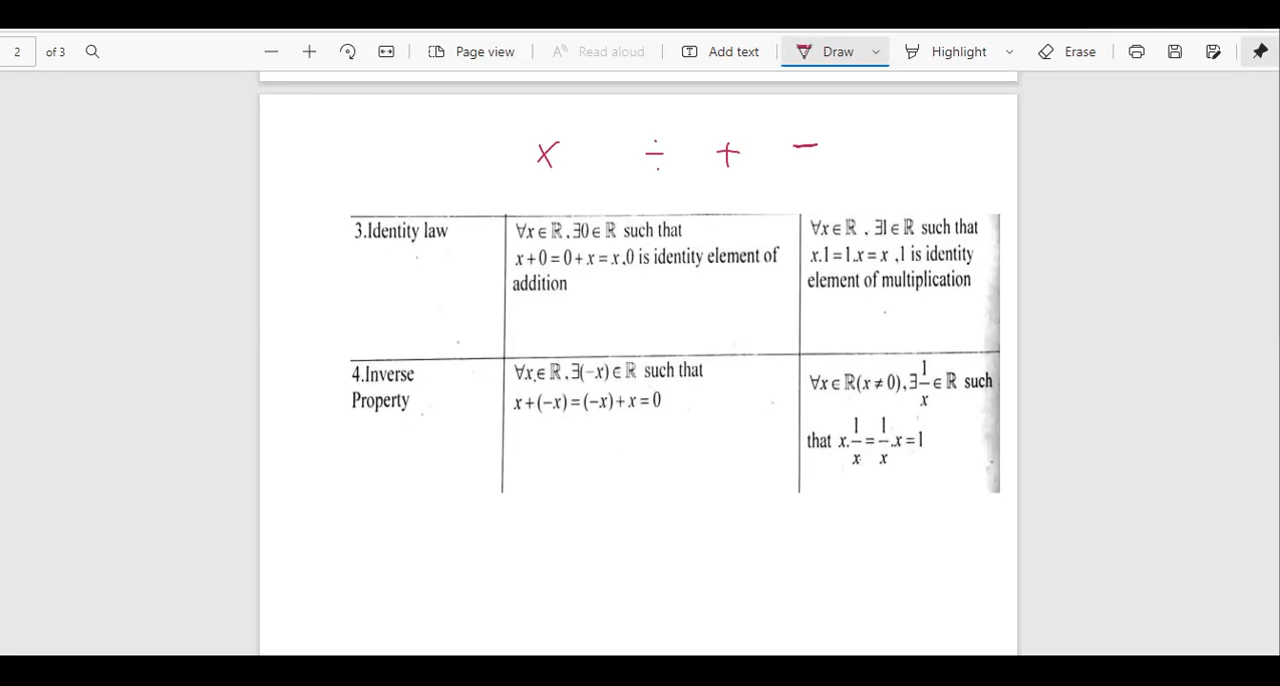 2 of 3 Page view Read aloud Add text Draw Highlight Erase
× ÷ + −
3.Identity law
∀x ∈ ℝ , ∃0 ∈ ℝ such that
x + 0 = 0 + x = x ,0 is identity element of
addition
∀x ∈ ℝ , ∃1 ∈ ℝ such that
x.1 = 1.x = x ,1 is identity
element of multiplication
4.Inverse
Property
∀x ∈ ℝ , ∃(-x) ∈ ℝ such that
x + (-x) = (-x) + x = 0
∀x ∈ ℝ(x ≠ 0), ∃1/x ∈ ℝ such
that x.1/x = 1/x.x = 1